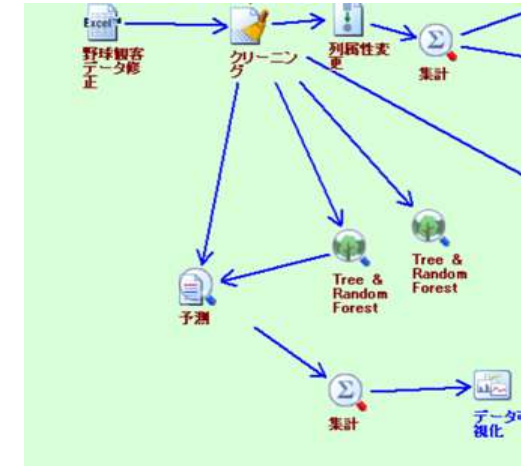 Excel
野球観客
データ修
正
クリーニン
グ
列属性変
更
集計
Tree &
Random
Forest
Tree &
Random
Forest
予測
集計
データ可
視化